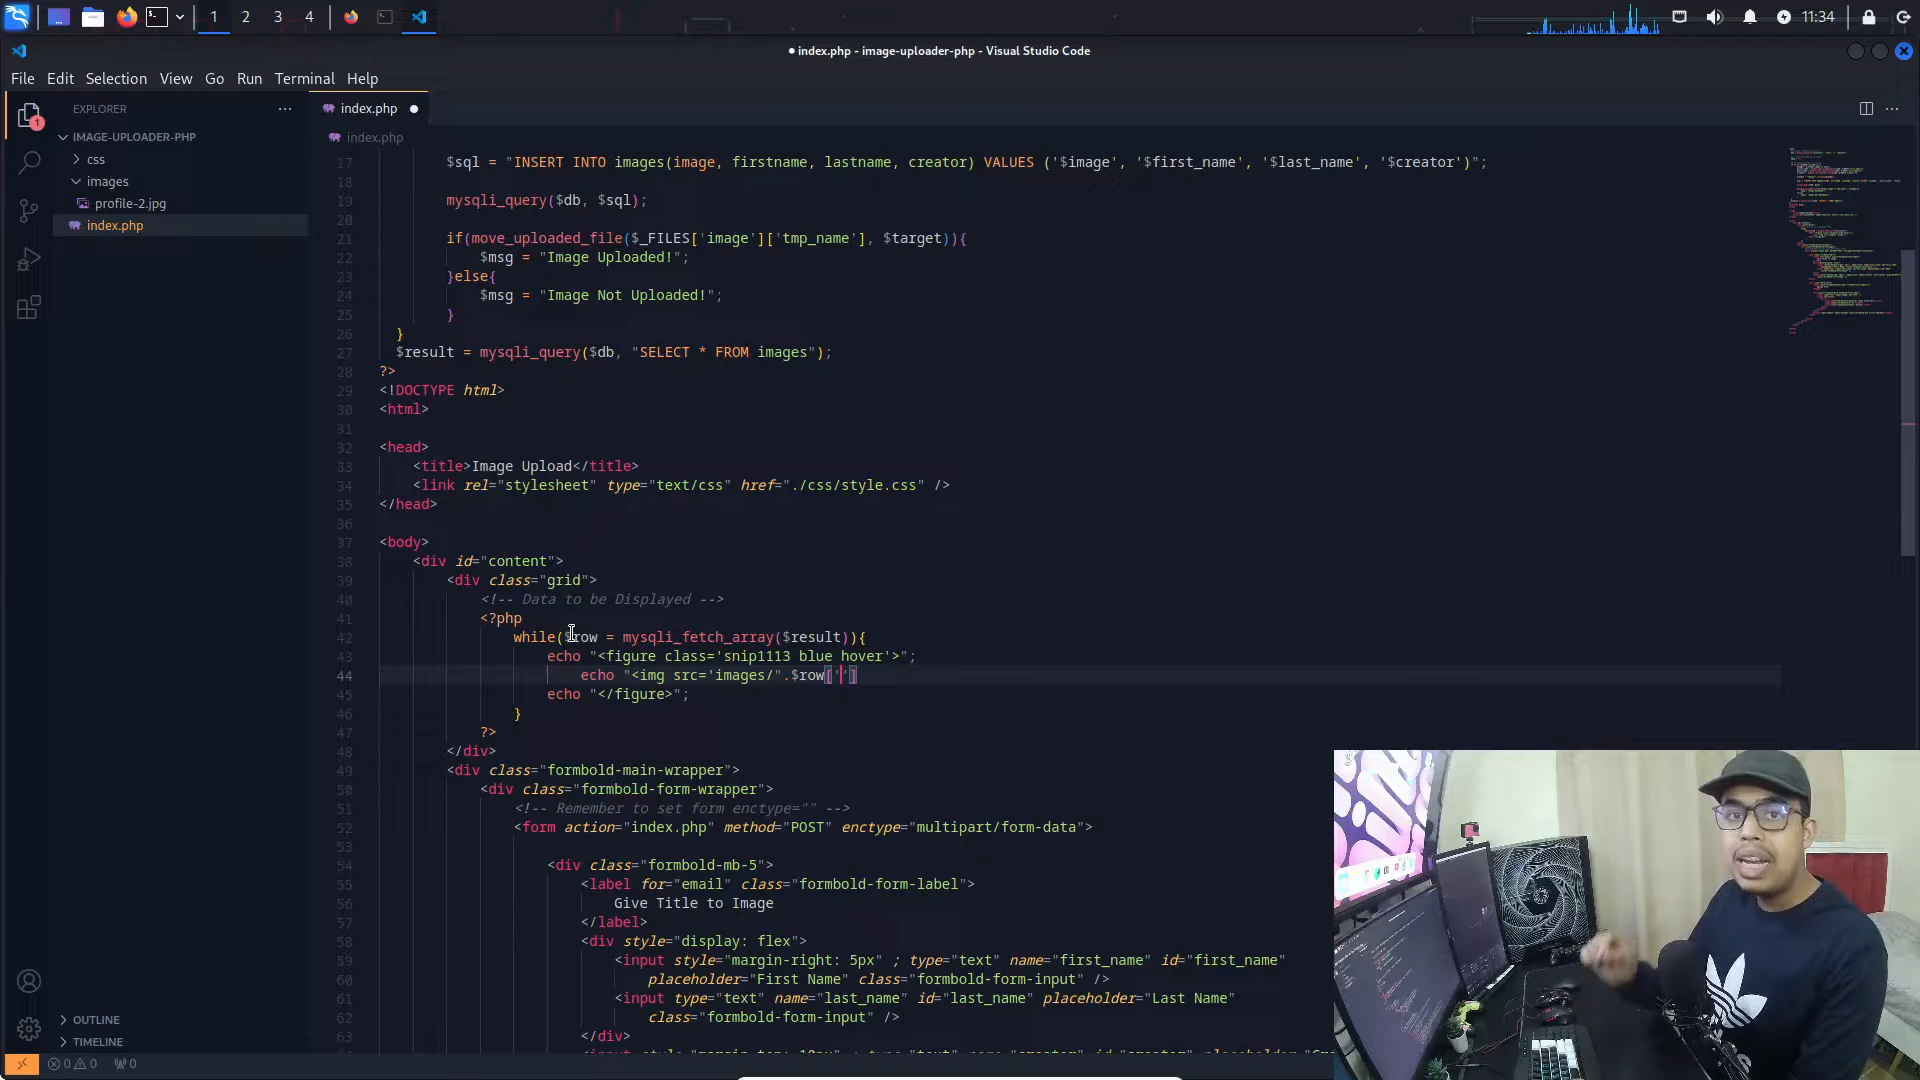 1 2 3 4
11:34
● index.php - image-uploader-php - Visual Studio Code
File Edit Selection View Go Run Terminal Help
EXPLORER
1
IMAGE-UPLOADER-PHP
css
images
profile-2.jpg
index.php
OUTLINE
TIMELINE
0 0 0
index.php
index.php
17 $sql = "INSERT INTO images(image, firstname, lastname, creator) VALUES ('$image', '$first_name', '$last_name', '$creator')";
18
19 mysqli_query($db, $sql);
20
21 if(move_uploaded_file($_FILES['image']['tmp_name'], $target)){
22 $msg = "Image Uploaded!";
23 }else{
24 $msg = "Image Not Uploaded!";
25 }
26 }
27 $result = mysqli_query($db, "SELECT * FROM images");
28 ?>
29 <!DOCTYPE html>
30 <html>
31
32 <head>
33 <title>Image Upload</title>
34 <link rel="stylesheet" type="text/css" href="./css/style.css" />
35 </head>
36
37 <body>
38 <div id="content">
39 <div class="grid">
40 <!-- Data to be Displayed -->
41 <?php
42 while($row = mysqli_fetch_array($result)){
43 echo "<figure class='snip1113 blue hover'>";
44 echo "<img src='images/".$row['']
45 echo "</figure>";
46 }
47 ?>
48 </div>
49 <div class="formbold-main-wrapper">
50 <div class="formbold-form-wrapper">
51 <!-- Remember to set form enctype="" -->
52 <form action="index.php" method="POST" enctype="multipart/form-data">
53
54 <div class="formbold-mb-5">
55 <label for="email" class="formbold-form-label">
56 Give Title to Image
57 </label>
58 <div style="display: flex">
59 <input style="margin-right: 5px" ; type="text" name="first_name" id="first_name"
60 placeholder="First Name" class="formbold-form-input" />
61 <input type="text" name="last_name" id="last_name" placeholder="Last Name"
62 class="formbold-form-input" />
63 </div>